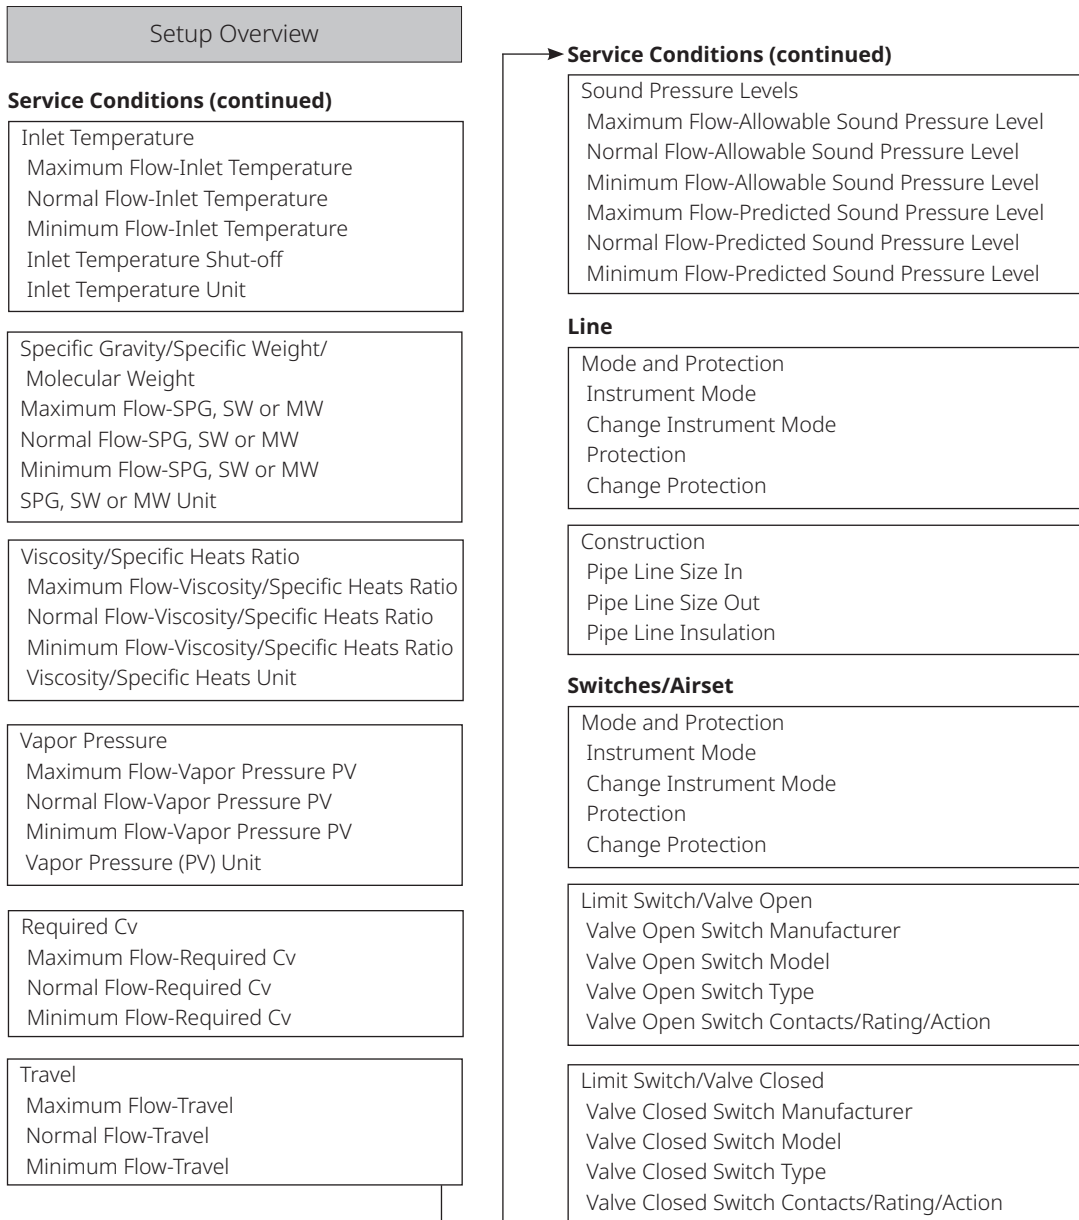 Setup Overview
Service Conditions (continued)
Inlet Temperature
Maximum Flow-Inlet Temperature
Normal Flow-Inlet Temperature
Minimum Flow-Inlet Temperature
Inlet Temperature Shut-off
Inlet Temperature Unit
Specific Gravity/Specific Weight/
Molecular Weight
Maximum Flow-SPG, SW or MW
Normal Flow-SPG, SW or MW
Minimum Flow-SPG, SW or MW
SPG, SW or MW Unit
Viscosity/Specific Heats Ratio
Maximum Flow-Viscosity/Specific Heats Ratio
Normal Flow-Viscosity/Specific Heats Ratio
Minimum Flow-Viscosity/Specific Heats Ratio
Viscosity/Specific Heats Unit
Vapor Pressure
Maximum Flow-Vapor Pressure PV
Normal Flow-Vapor Pressure PV
Minimum Flow-Vapor Pressure PV
Vapor Pressure (PV) Unit
Required Cv
Maximum Flow-Required Cv
Normal Flow-Required Cv
Minimum Flow-Required Cv
Travel
Maximum Flow-Travel
Normal Flow-Travel
Minimum Flow-Travel
Service Conditions (continued)
Sound Pressure Levels
Maximum Flow-Allowable Sound Pressure Level
Normal Flow-Allowable Sound Pressure Level
Minimum Flow-Allowable Sound Pressure Level
Maximum Flow-Predicted Sound Pressure Level
Normal Flow-Predicted Sound Pressure Level
Minimum Flow-Predicted Sound Pressure Level
Line
Mode and Protection
Instrument Mode
Change Instrument Mode
Protection
Change Protection
Construction
Pipe Line Size In
Pipe Line Size Out
Pipe Line Insulation
Switches/Airset
Mode and Protection
Instrument Mode
Change Instrument Mode
Protection
Change Protection
Limit Switch/Valve Open
Valve Open Switch Manufacturer
Valve Open Switch Model
Valve Open Switch Type
Valve Open Switch Contacts/Rating/Action
Limit Switch/Valve Closed
Valve Closed Switch Manufacturer
Valve Closed Switch Model
Valve Closed Switch Type
Valve Closed Switch Contacts/Rating/Action